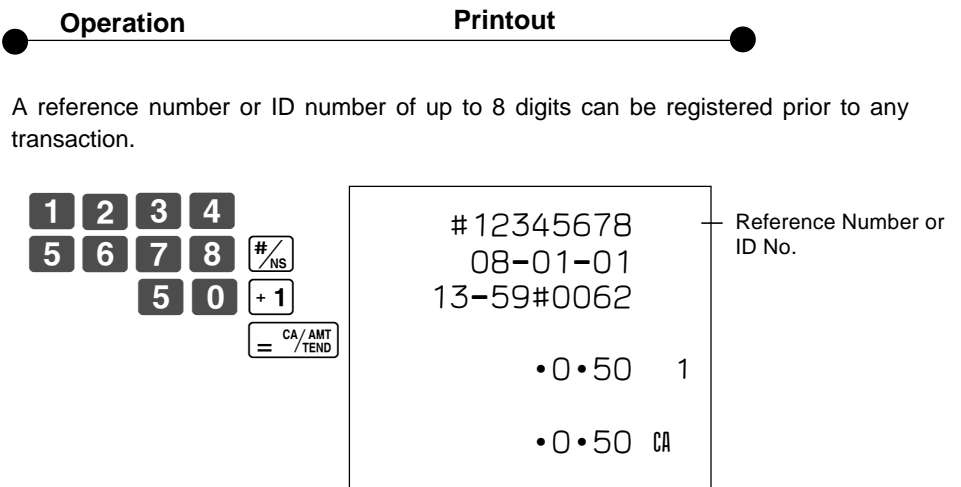 Operation Printout
A reference number or ID number of up to 8 digits can be registered prior to any
transaction.
1 2 3 4
5 6 7 8 #/NS
5 0 + 1
= CA/AMT TEND
#12345678
08-01-01
13-59#0062
•0•50 1
•0•50 CA
Reference Number or
ID No.